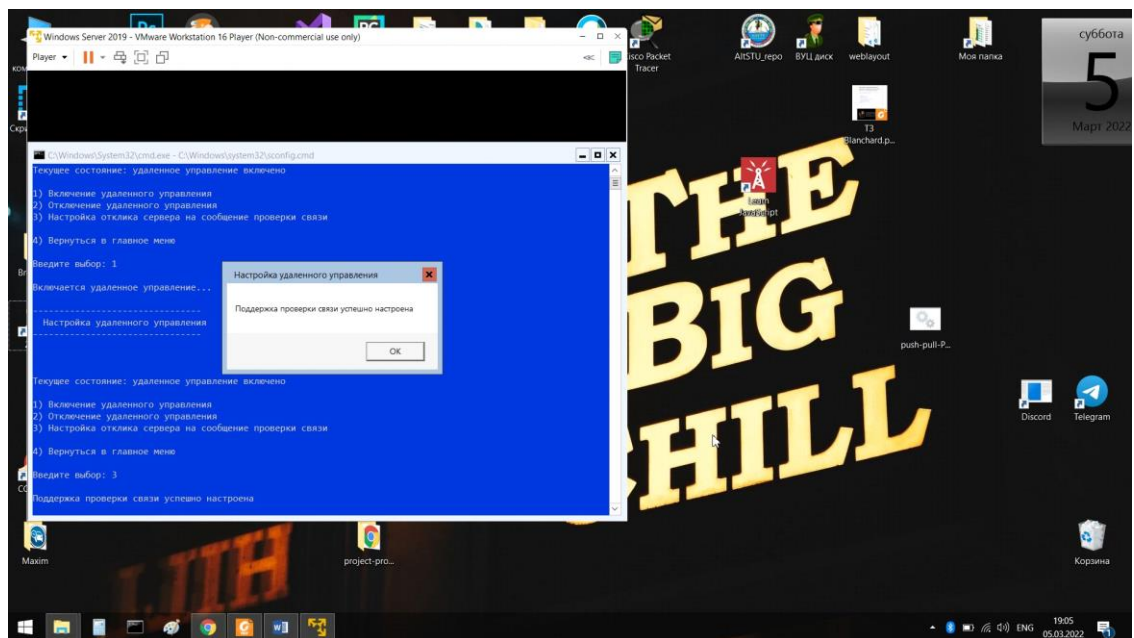 Windows Server 2019 - VMware Workstation 16 Player (Non-commercial use only)
Player
C:\Windows\System32\cmd.exe - C:\Windows\system32\sconfig.cmd
Текущее состояние: удаленное управление включено
1) Включение удаленного управления
2) Отключение удаленного управления
3) Настройка отклика сервера на сообщение проверки связи
4) Вернуться в главное меню
Введите выбор: 1
Включается удаленное управление...
Настройка удаленного управления
Текущее состояние: удаленное управление включено
1) Включение удаленного управления
2) Отключение удаленного управления
3) Настройка отклика сервера на сообщение проверки связи
4) Вернуться в главное меню
Введите выбор: 3
Поддержка проверки связи успешно настроена
Настройка удаленного управления
Поддержка проверки связи успешно настроена
OK
isco Packet
Tracer
AltSTU_repo
ВУЦ диск
weblayout
Моя папка
суббота
5
Март 2022
ТЗ
Blanchard.p...
Learn
JavaScript
THE
BIG
CHILL
push-pull-P...
Discord
Telegram
Maxim
project-pro...
Корзина
ENG
19:05
05.03.2022